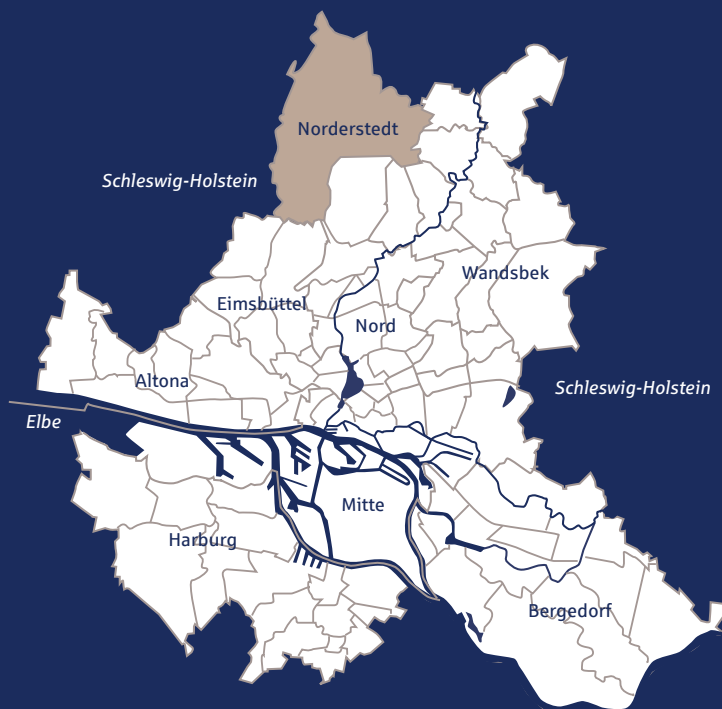 Norderstedt
Schleswig-Holstein
Wandsbek
Eimsbüttel
Nord
Altona
Schleswig-Holstein
Elbe
Mitte
Harburg
Bergedorf